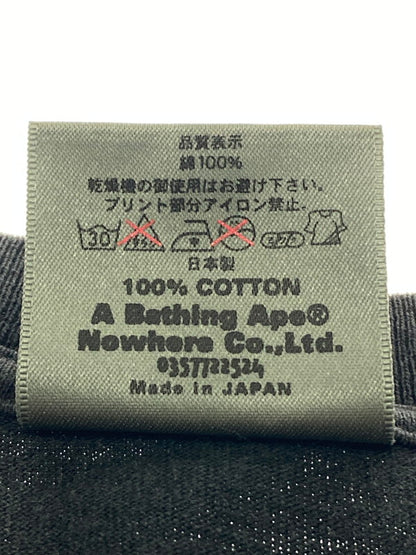 品質表示
綿100%
乾燥機の御使用はお避け下さい。
プリント部分アイロン禁止.
30
日本製
100% COTTON
A Bathing Ape®
Nowhere Co.,Ltd.
0357722524
Made in JAPAN